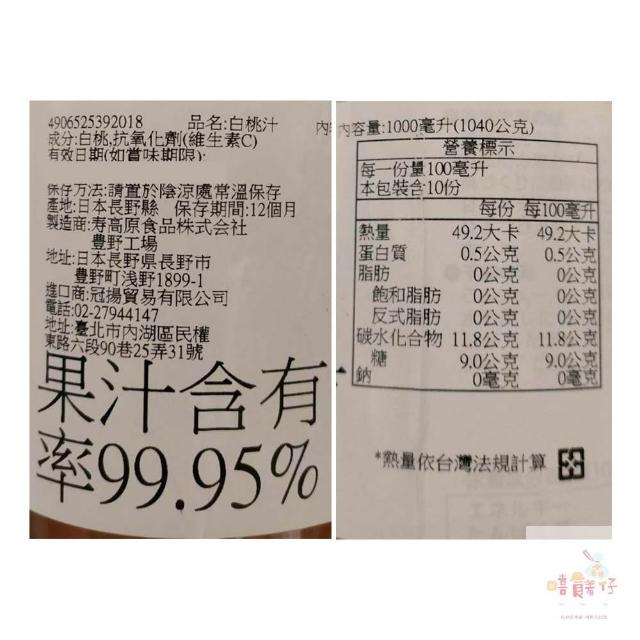 4906525392018 品名:白桃汁
成分:白桃,抗氧化劑(維生素C)
有效日期(如賞味期限):
保存方法:請置於陰涼處常溫保存
產地:日本長野縣 保存期間:12個月
製造商:寿高原食品株式会社
豊野工場
地址:日本長野県長野市
豊野町浅野1899-1
進口商:冠揚貿易有限公司
電話:02-27944147
地址:臺北市內湖區民權
東路六段90巷25弄31號
果汁含有
率99.95%
內容量:1000毫升(1040公克)
營養標示
每一份量100毫升
本包裝含10份
每份 每100毫升
熱量 49.2大卡 49.2大卡
蛋白質 0.5公克 0.5公克
脂肪 0公克 0公克
飽和脂肪 0公克 0公克
反式脂肪 0公克 0公克
碳水化合物 11.8公克 11.8公克
糖 9.0公克 9.0公克
鈉 0毫克 0毫克
*熱量依台灣法規計算